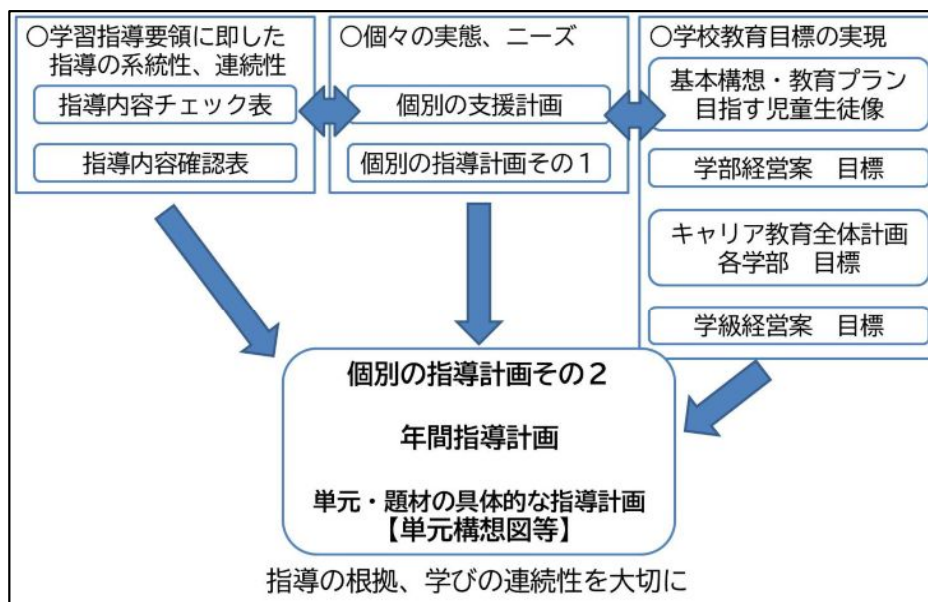 ○学習指導要領に即した
指導の系統性、連続性
指導内容チェック表
指導内容確認表
○個々の実態、ニーズ
個別の支援計画
個別の指導計画その１
○学校教育目標の実現
基本構想・教育プラン
目指す児童生徒像
学部経営案　目標
キャリア教育全体計画
各学部　目標
学級経営案　目標
個別の指導計画その２
年間指導計画
単元・題材の具体的な指導計画
【単元構想図等】
指導の根拠、学びの連続性を大切に